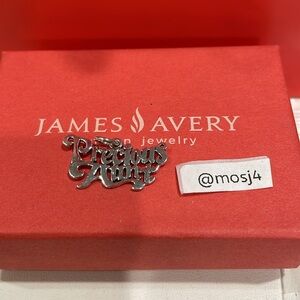 JAMES AVERY
n jewelry
Precious
Aunt
@mosj4